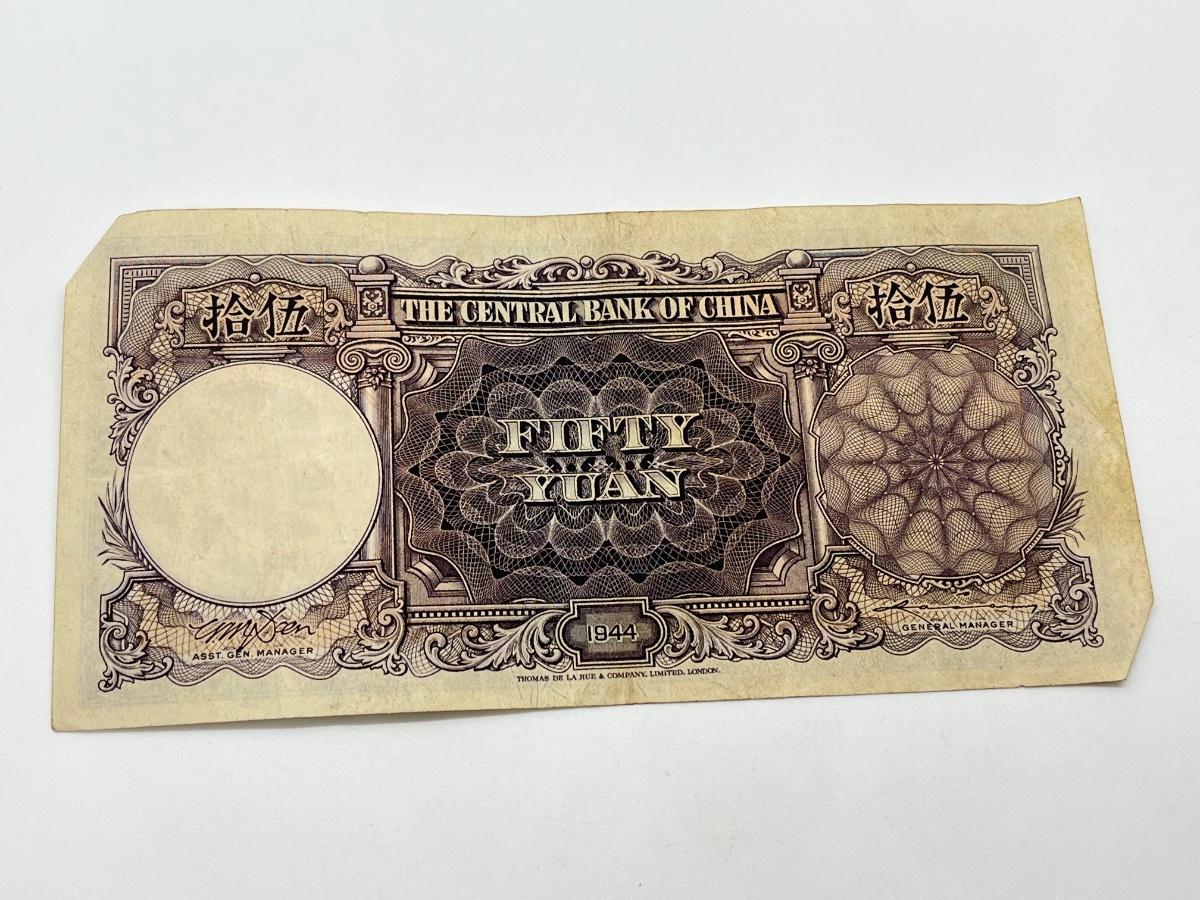 拾伍
THE CENTRAL BANK OF CHINA
拾伍
FIFTY
YUAN
ASST. GEN. MANAGER
1944
GENERAL MANAGER
THOMAS DE LA RUE & COMPANY, LIMITED, LONDON.